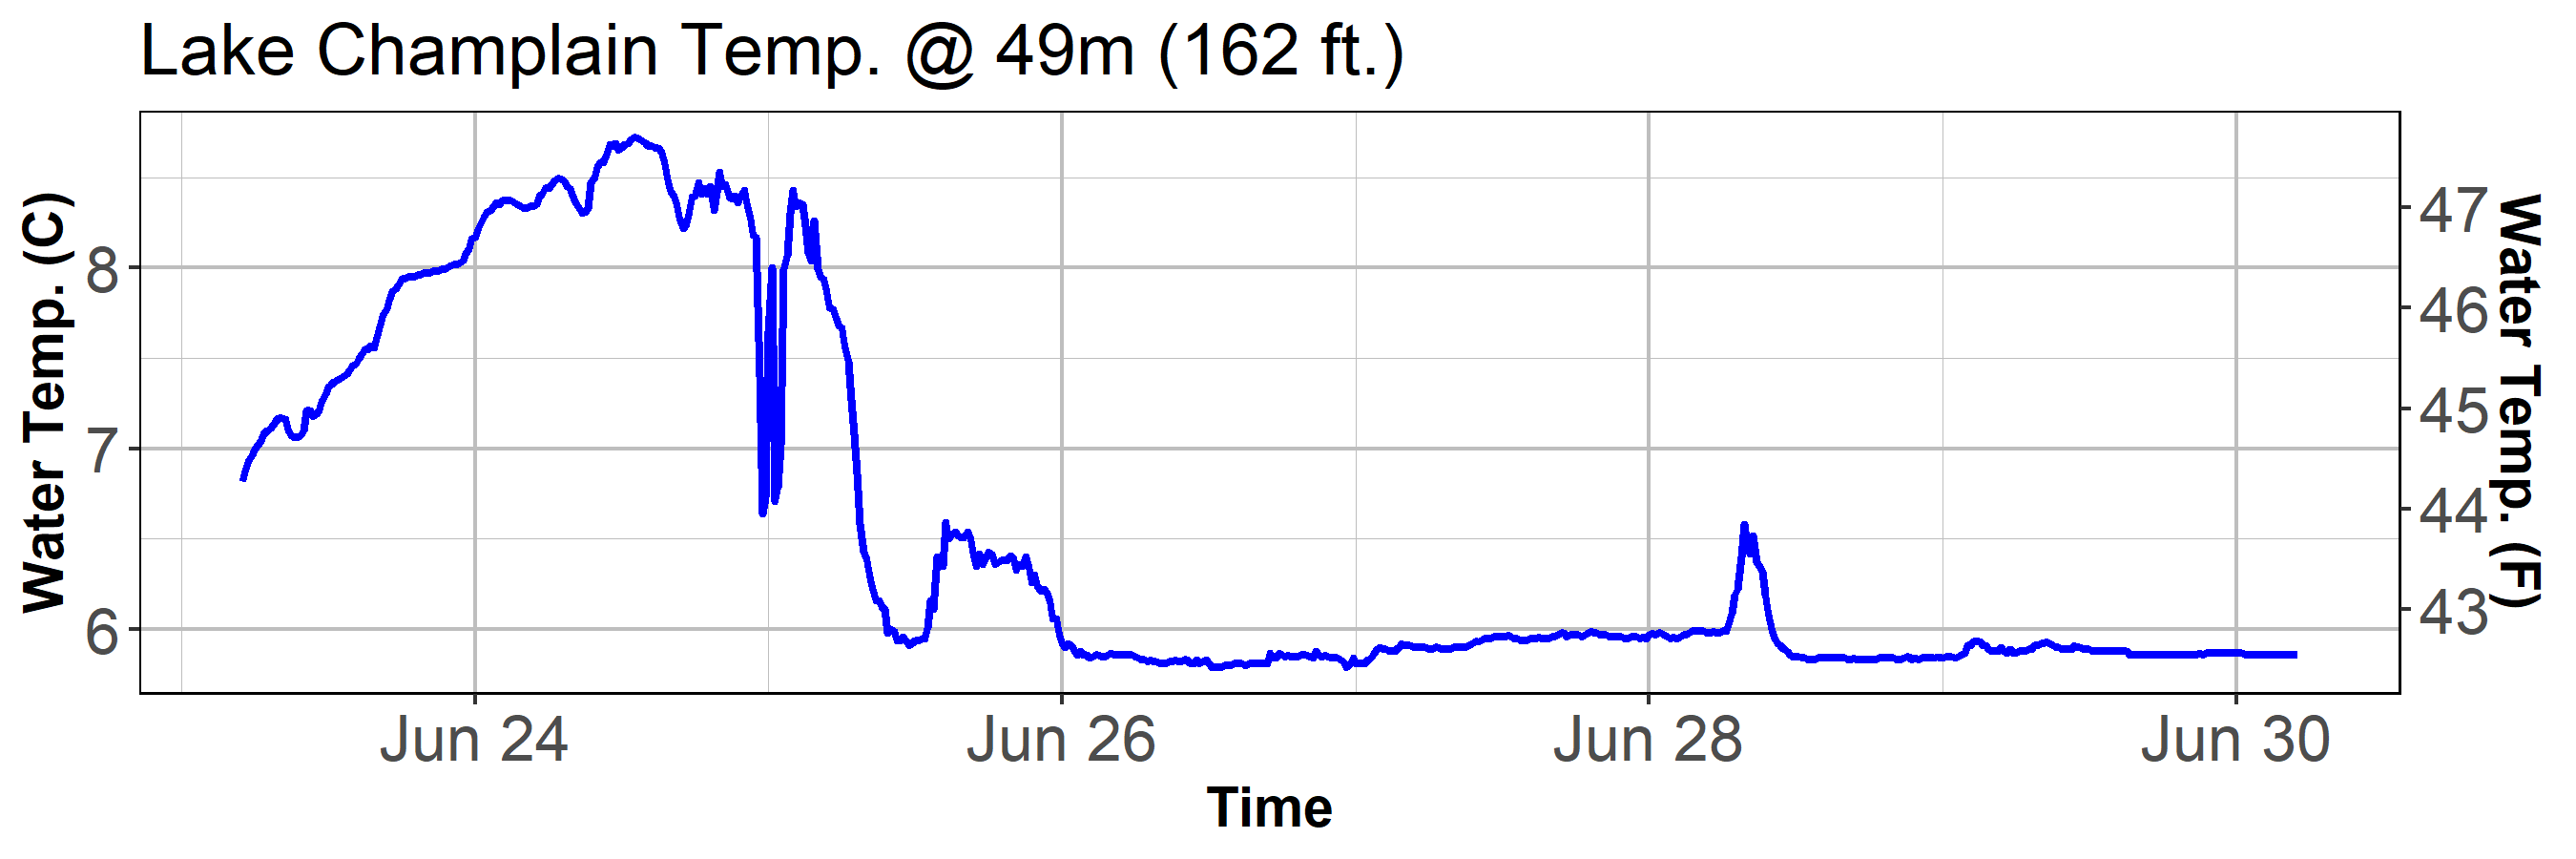 Lake Champlain Temp. @ 49m (162 ft.)
Water Temp. (C)
8
7
6
47
46
45
44
43
Water Temp. (F)
Jun 24
Jun 26
Jun 28
Jun 30
Time